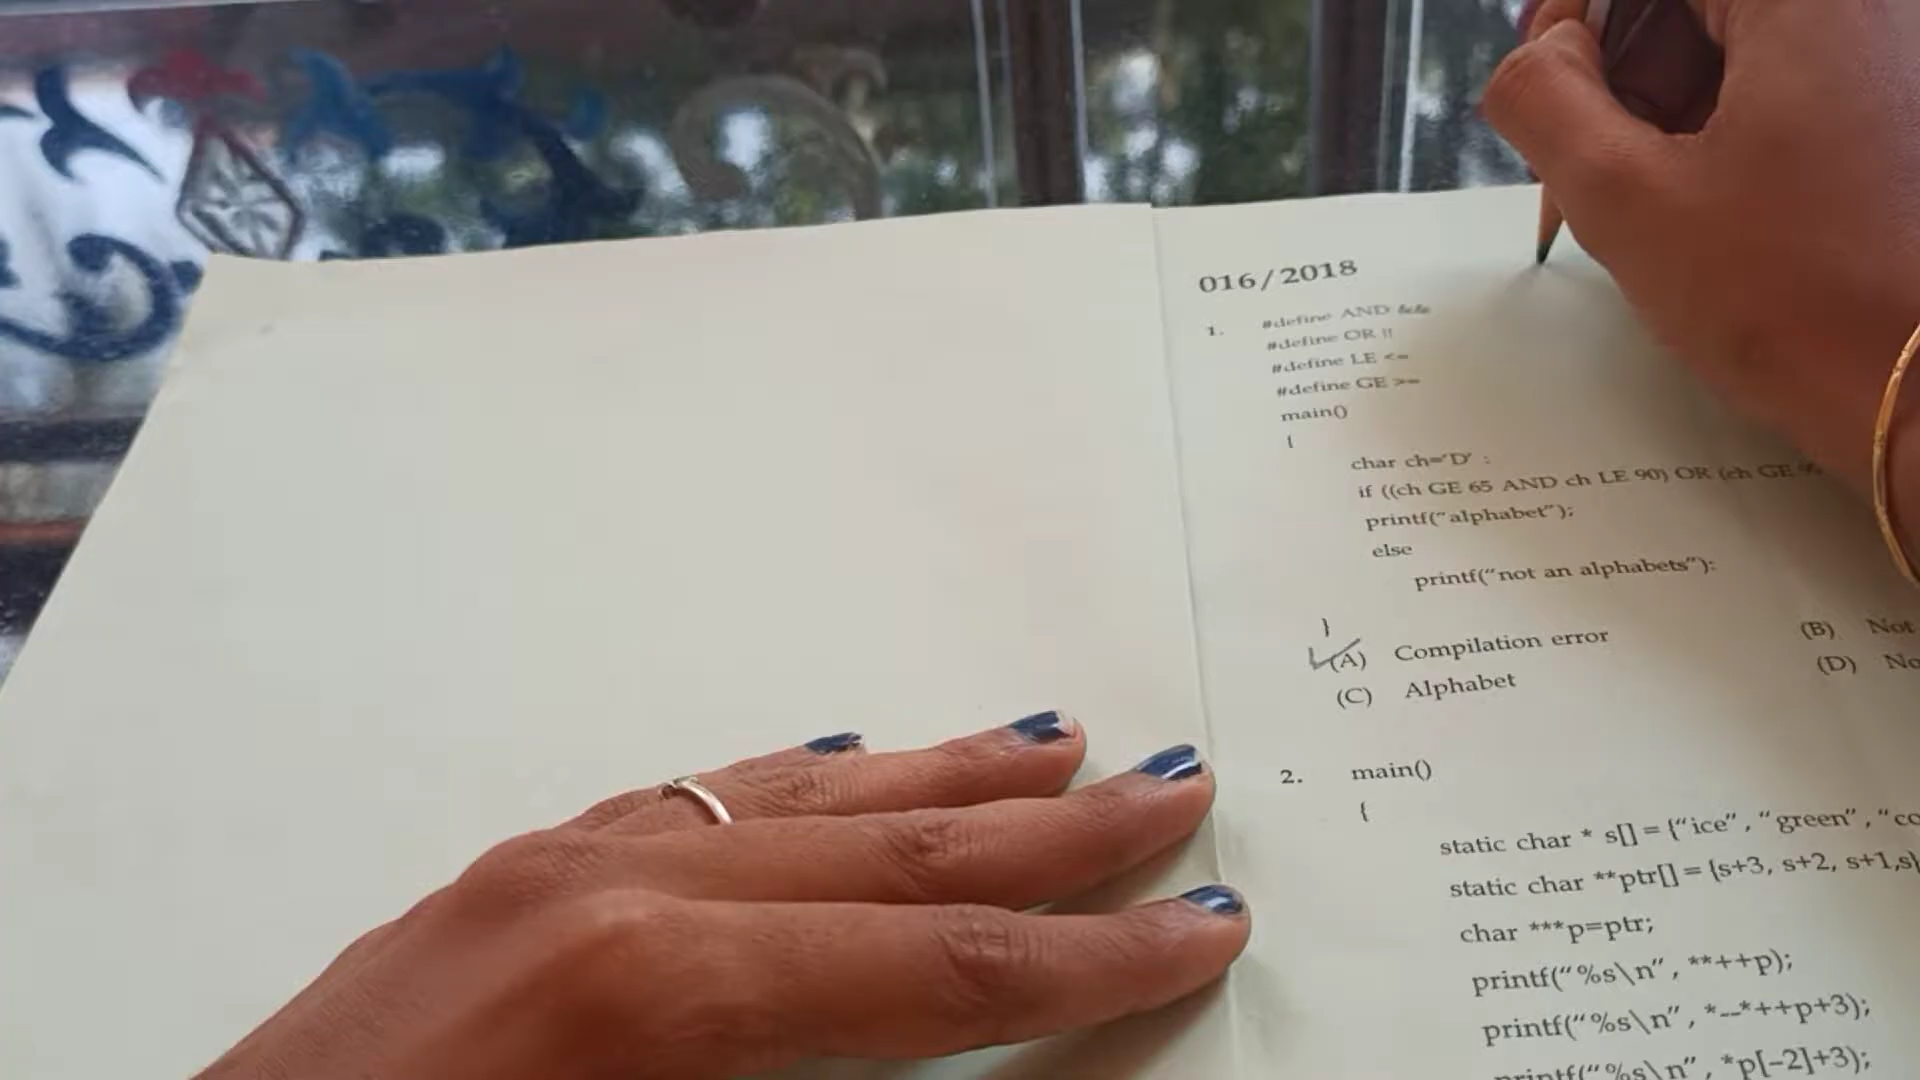 016/2018
1. #define AND &&
#define OR ||
#define LE <=
#define GE >=
main()
{
char ch='D' :
if ((ch GE 65 AND ch LE 90) OR (ch GE
printf("alphabet");
else
printf("not an alphabets"):
}
(A) Compilation error (B) Not
(C) Alphabet (D) No
2. main()
{
static char * s[] = {"ice", "green", "co
static char **ptr[] = {s+3, s+2, s+1,s}
char ***p=ptr;
printf("%s\n", **++p);
printf("%s\n", *--*++p+3);
printf("%s\n", *p[-2]+3);